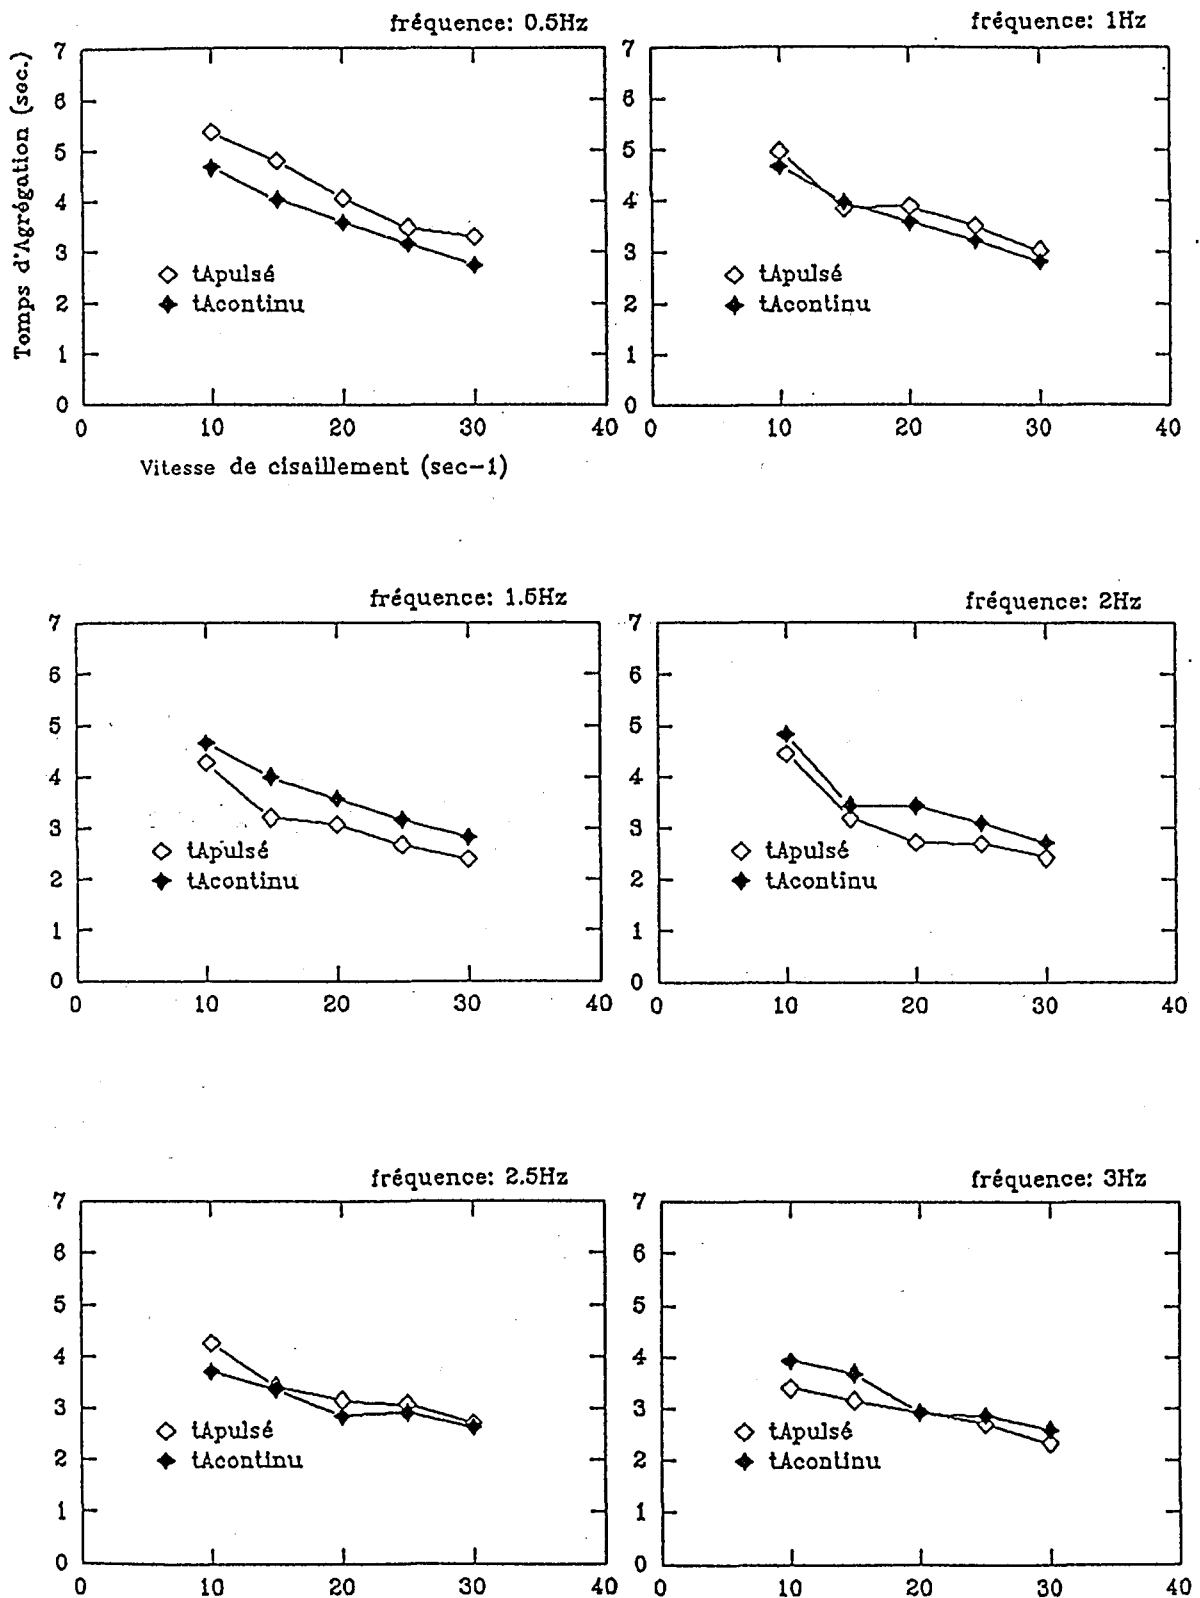 fréquence: 0.5Hz
Tomps d'Agrégation (sec.)
7
6
5
4
3
2
1
0
◇ tApulsé
✦ tAcontinu
0 10 20 30 40
Vitesse de cisaillement (sec-1)
fréquence: 1Hz
7
6
5
4
3
2
1
0
◇ tApulsé
✦ tAcontinu
0 10 20 30 40
fréquence: 1.5Hz
7
6
5
4
3
2
1
0
◇ tApulsé
✦ tAcontinu
0 10 20 30 40
fréquence: 2Hz
7
6
5
4
3
2
1
0
◇ tApulsé
✦ tAcontinu
0 10 20 30 40
fréquence: 2.5Hz
7
6
5
4
3
2
1
0
◇ tApulsé
✦ tAcontinu
0 10 20 30 40
fréquence: 3Hz
7
6
5
4
3
2
1
0
◇ tApulsé
✦ tAcontinu
0 10 20 30 40